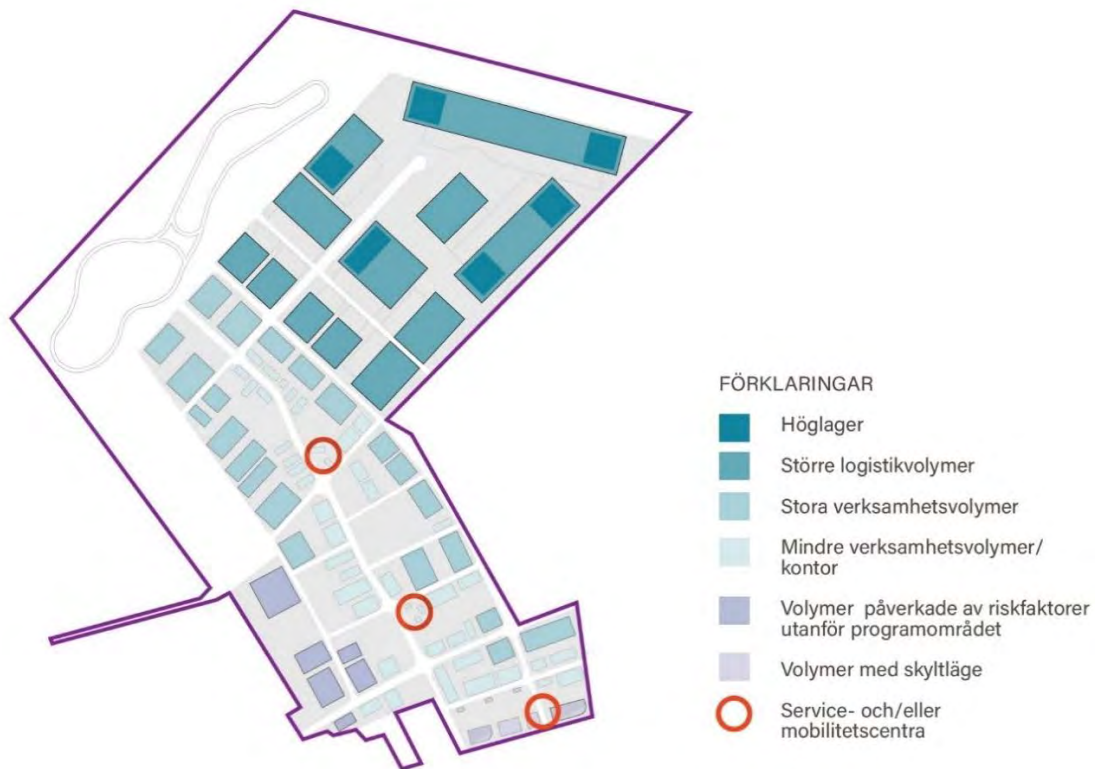 FÖRKLARINGAR
Höglager
Större logistikvolymer
Stora verksamhetsvolymer
Mindre verksamhetsvolymer/
kontor
Volymer påverkade av riskfaktorer
utanför programområdet
Volymer med skyltläge
Service- och/eller
mobilitetscentra